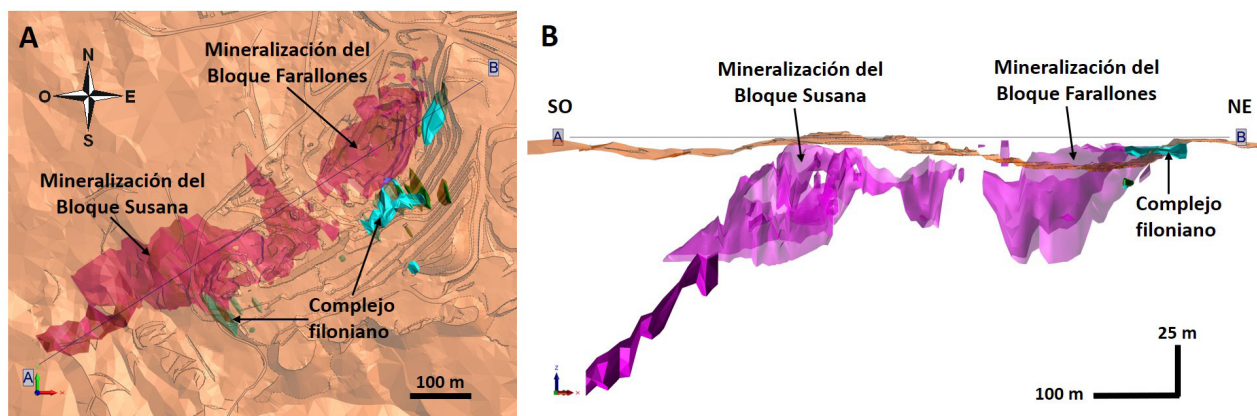 A
N
O
E
S
Mineralización del
Bloque Farallones
B
Mineralización del
Bloque Susana
Complejo
filoniano
A
100 m
B
Mineralización del
Bloque Susana
Mineralización del
Bloque Farallones
SO
NE
A
B
Complejo
filoniano
25 m
100 m